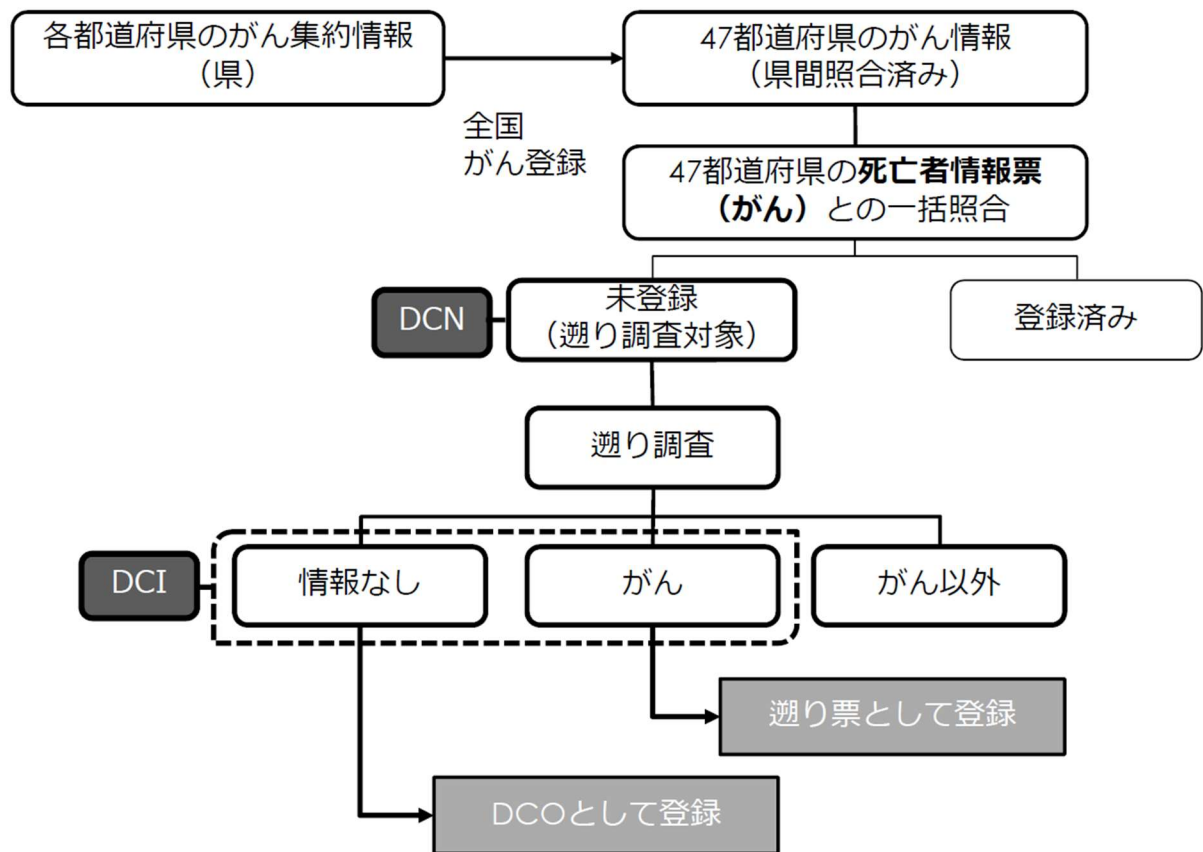 各都道府県のがん集約情報
（県）
47都道府県のがん情報
（県間照合済み）
全国
がん登録
47都道府県の死亡者情報票
（がん）との一括照合
DCN
未登録
（遡り調査対象）
登録済み
遡り調査
DCI
情報なし
がん
がん以外
遡り票として登録
DCOとして登録